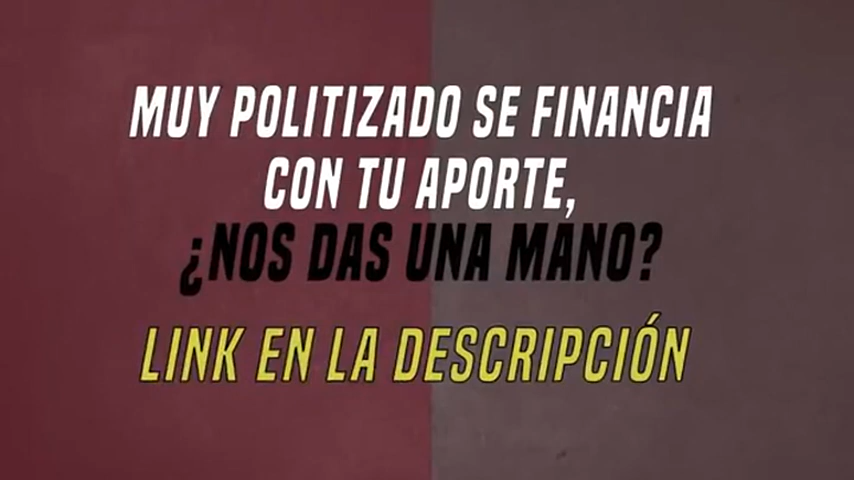 MUY POLITIZADO SE FINANCIA
CON TU APORTE,
¿NOS DAS UNA MANO?
LINK EN LA DESCRIPCIÓN